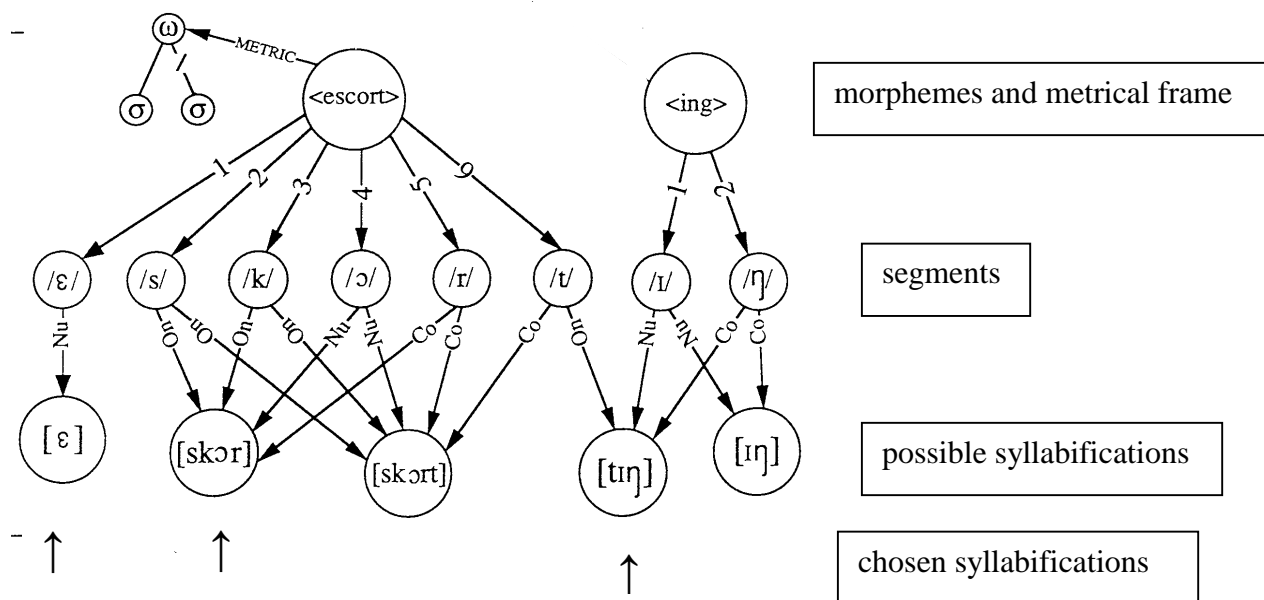 ω
METRIC
σ σ
<escort> <ing>
morphemes and metrical frame
1 2 3 4 5 6 1 2
/ɛ/ /s/ /k/ /ɔ/ /r/ /t/ /ɪ/ /ŋ/
segments
Nu On On On On Nu Nu Co Co Co On Nu Nu Co Co
[ɛ] [skɔr] [skɔrt] [tɪŋ] [ɪŋ]
possible syllabifications
↑ ↑ ↑
chosen syllabifications